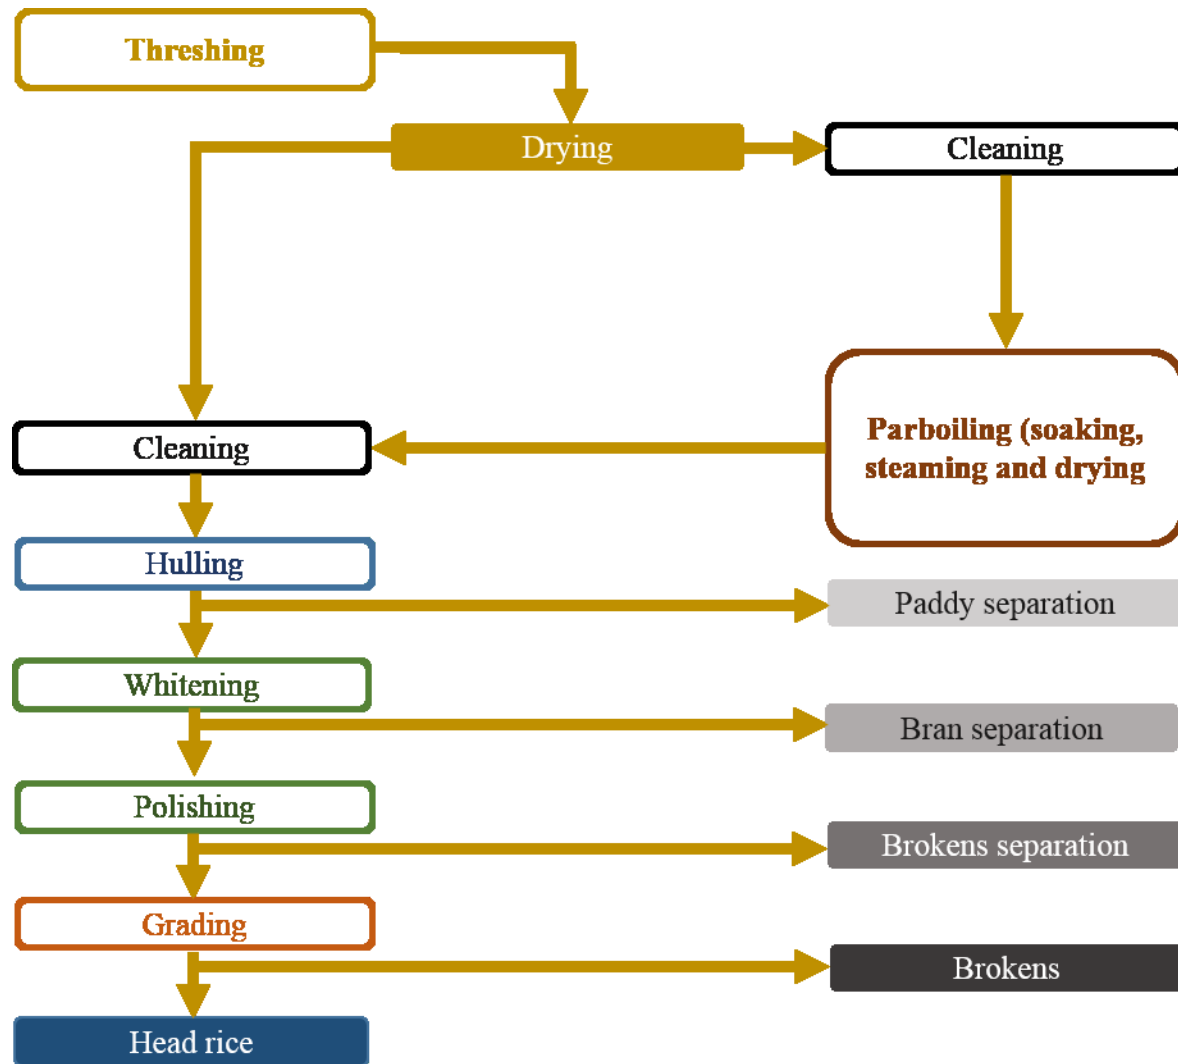 Threshing
Drying
Cleaning
Parboiling (soaking,
steaming and drying
Cleaning
Hulling
Paddy separation
Whitening
Bran separation
Polishing
Brokens separation
Grading
Brokens
Head rice